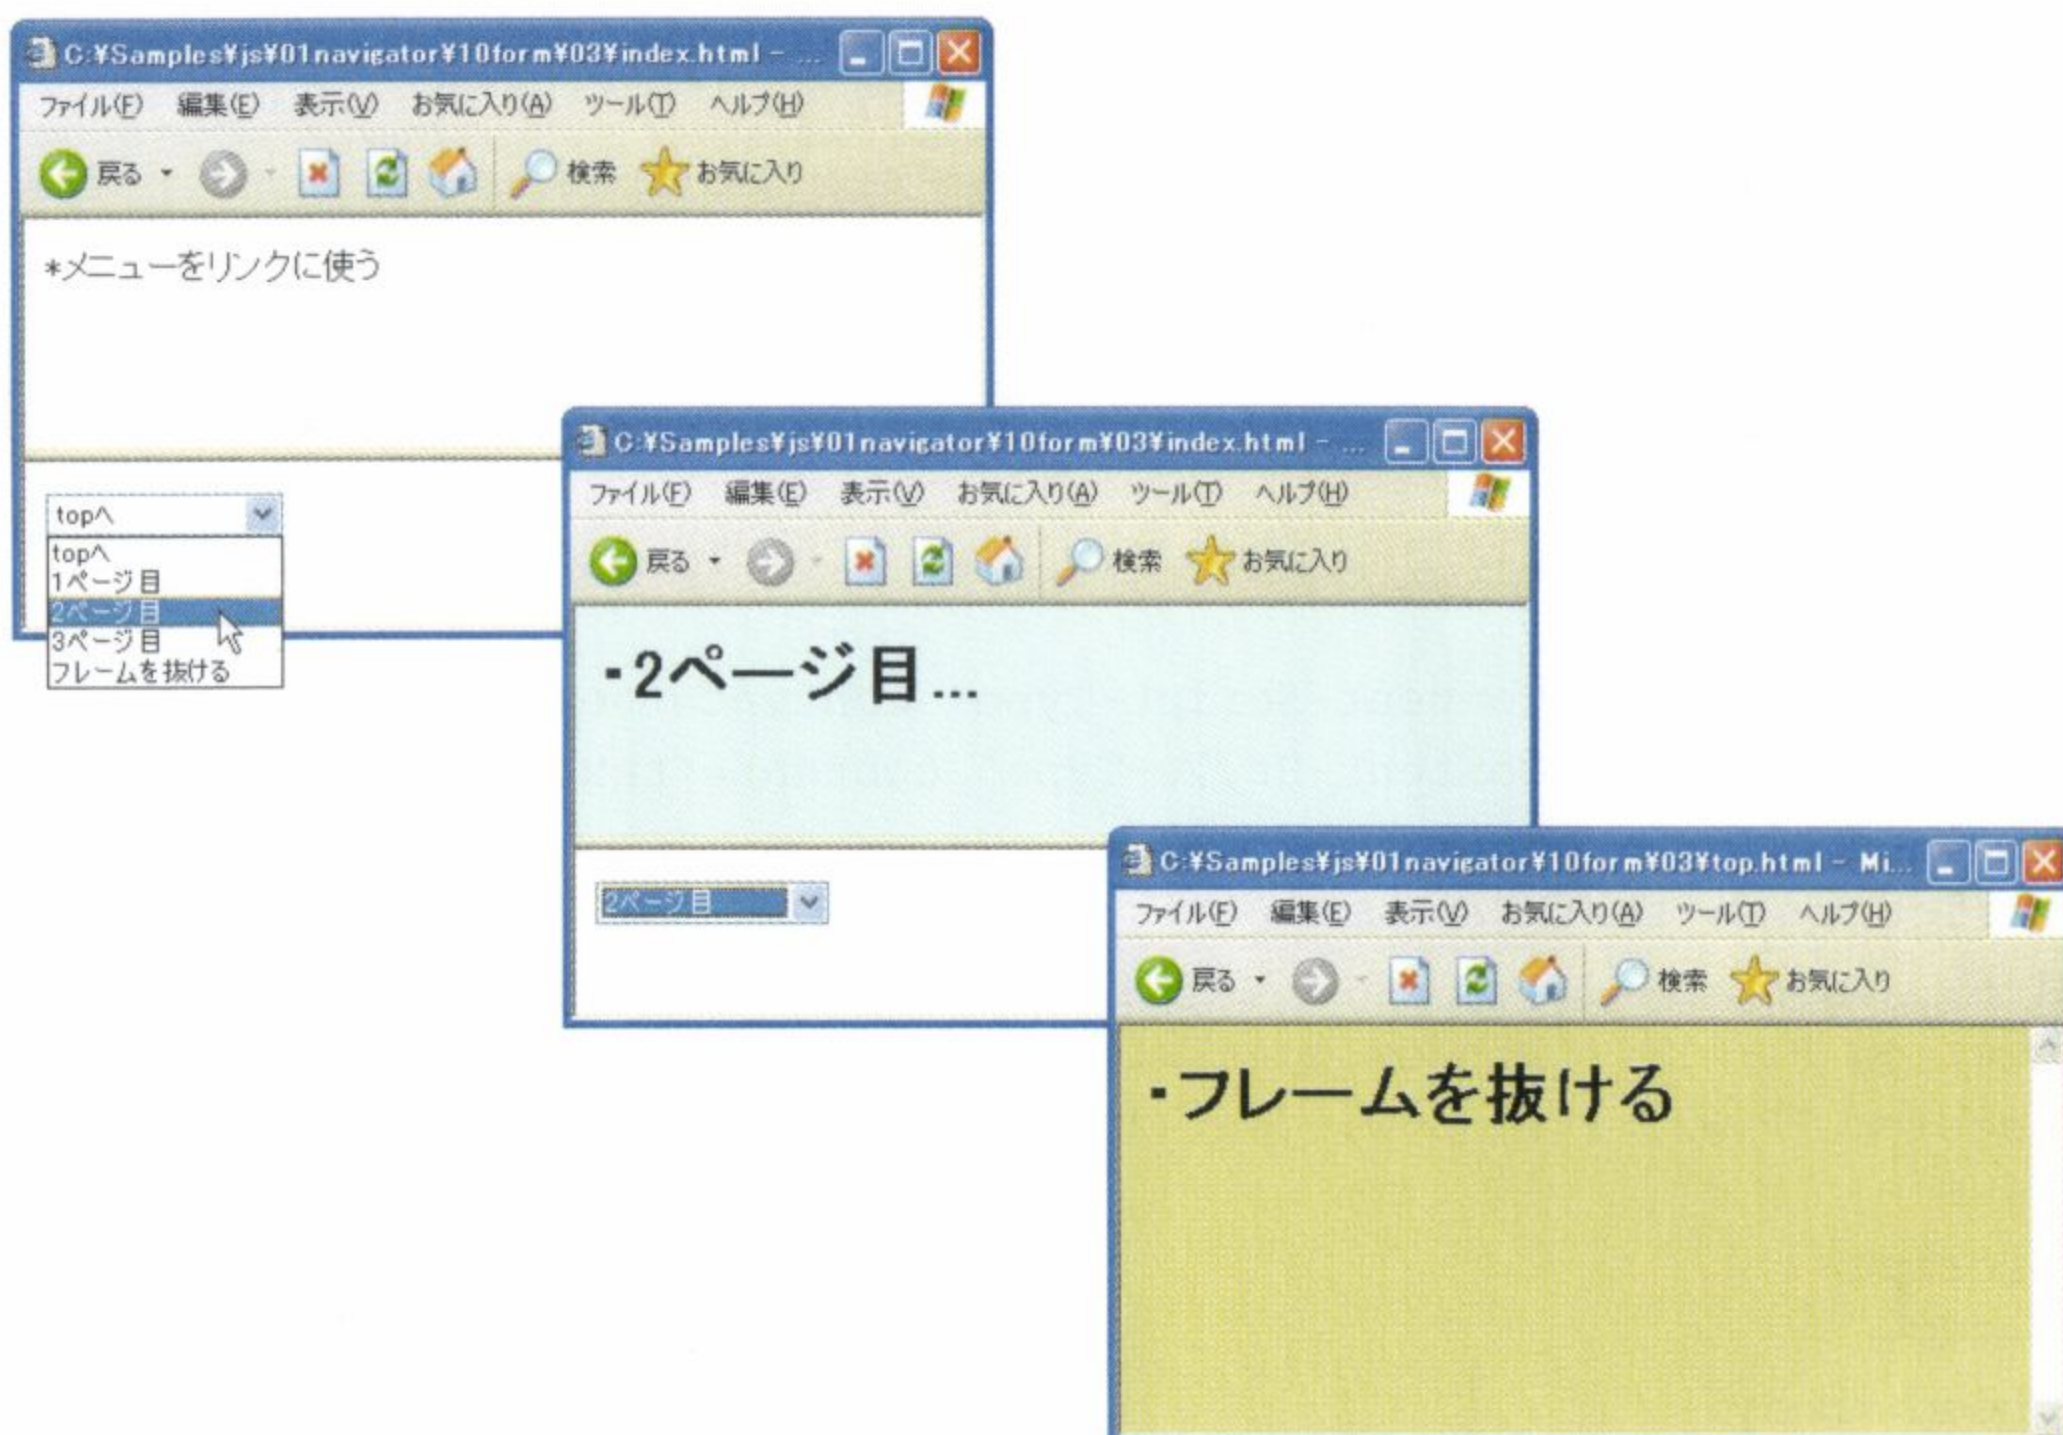 C:¥Samples¥js¥01navigator¥10form¥03¥index.html - ...
ファイル(F) 編集(E) 表示(V) お気に入り(A) ツール(T) ヘルプ(H)
戻る 検索 お気に入り
*メニューをリンクに使う
topへ
topへ
1ページ目
2ページ目
3ページ目
フレームを抜ける
C:¥Samples¥js¥01navigator¥10form¥03¥index.html - ...
ファイル(F) 編集(E) 表示(V) お気に入り(A) ツール(T) ヘルプ(H)
戻る 検索 お気に入り
・2ページ目...
2ページ目
C:¥Samples¥js¥01navigator¥10form¥03¥top.html - Mi...
ファイル(F) 編集(E) 表示(V) お気に入り(A) ツール(T) ヘルプ(H)
戻る 検索 お気に入り
・フレームを抜ける